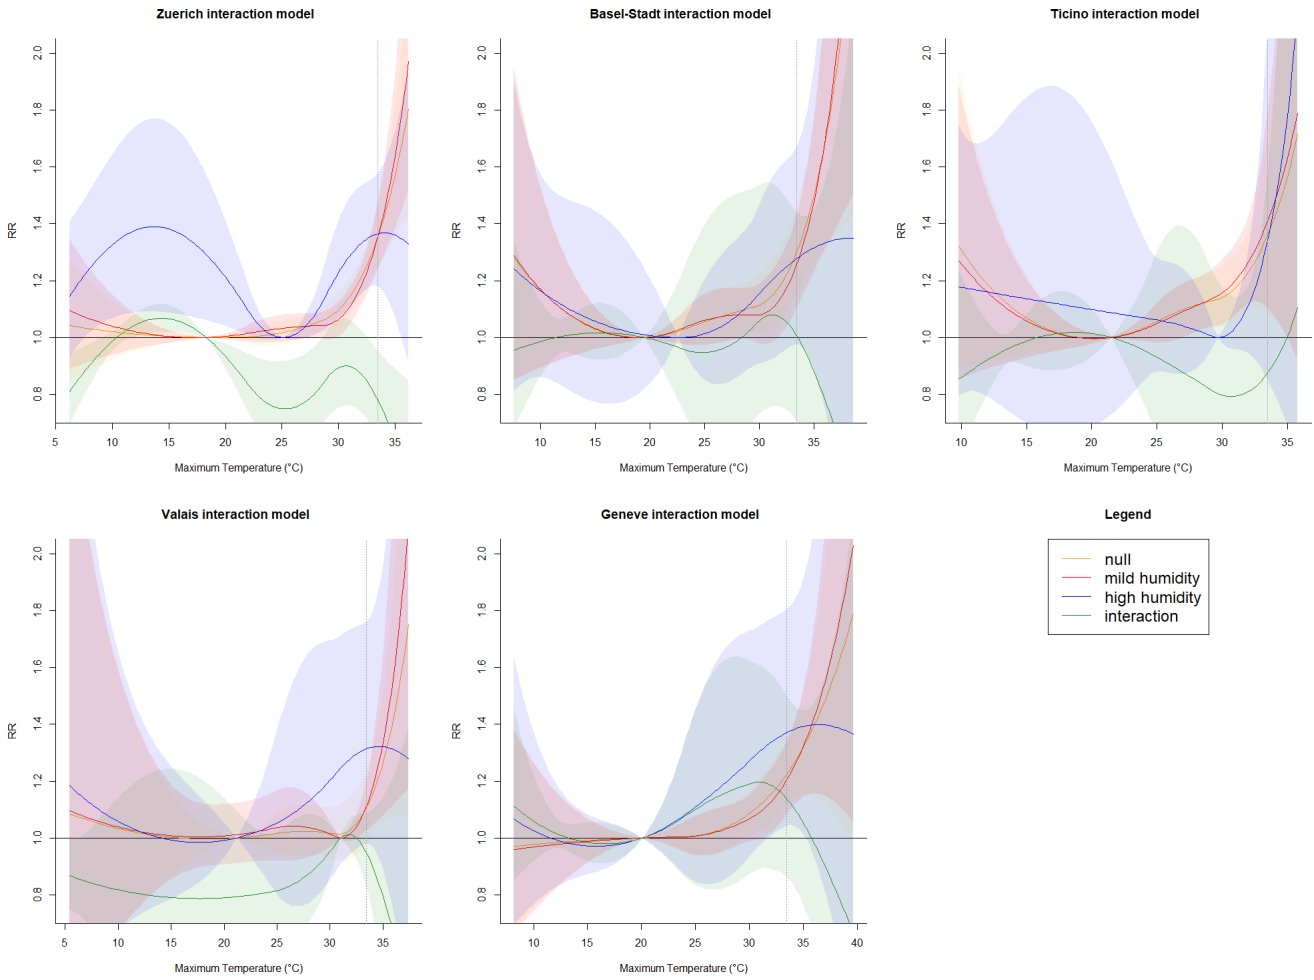 Zuerich interaction model
Basel-Stadt interaction model
Ticino interaction model
RR
0.8 1.0 1.2 1.4 1.6 1.8 2.0
5 10 15 20 25 30 35
Maximum Temperature (°C)
RR
0.8 1.0 1.2 1.4 1.6 1.8 2.0
10 15 20 25 30 35
Maximum Temperature (°C)
RR
0.8 1.0 1.2 1.4 1.6 1.8 2.0
10 15 20 25 30 35
Maximum Temperature (°C)
Valais interaction model
Geneve interaction model
Legend
RR
0.8 1.0 1.2 1.4 1.6 1.8 2.0
5 10 15 20 25 30 35
Maximum Temperature (°C)
RR
0.8 1.0 1.2 1.4 1.6 1.8 2.0
10 15 20 25 30 35 40
Maximum Temperature (°C)
null
mild humidity
high humidity
interaction